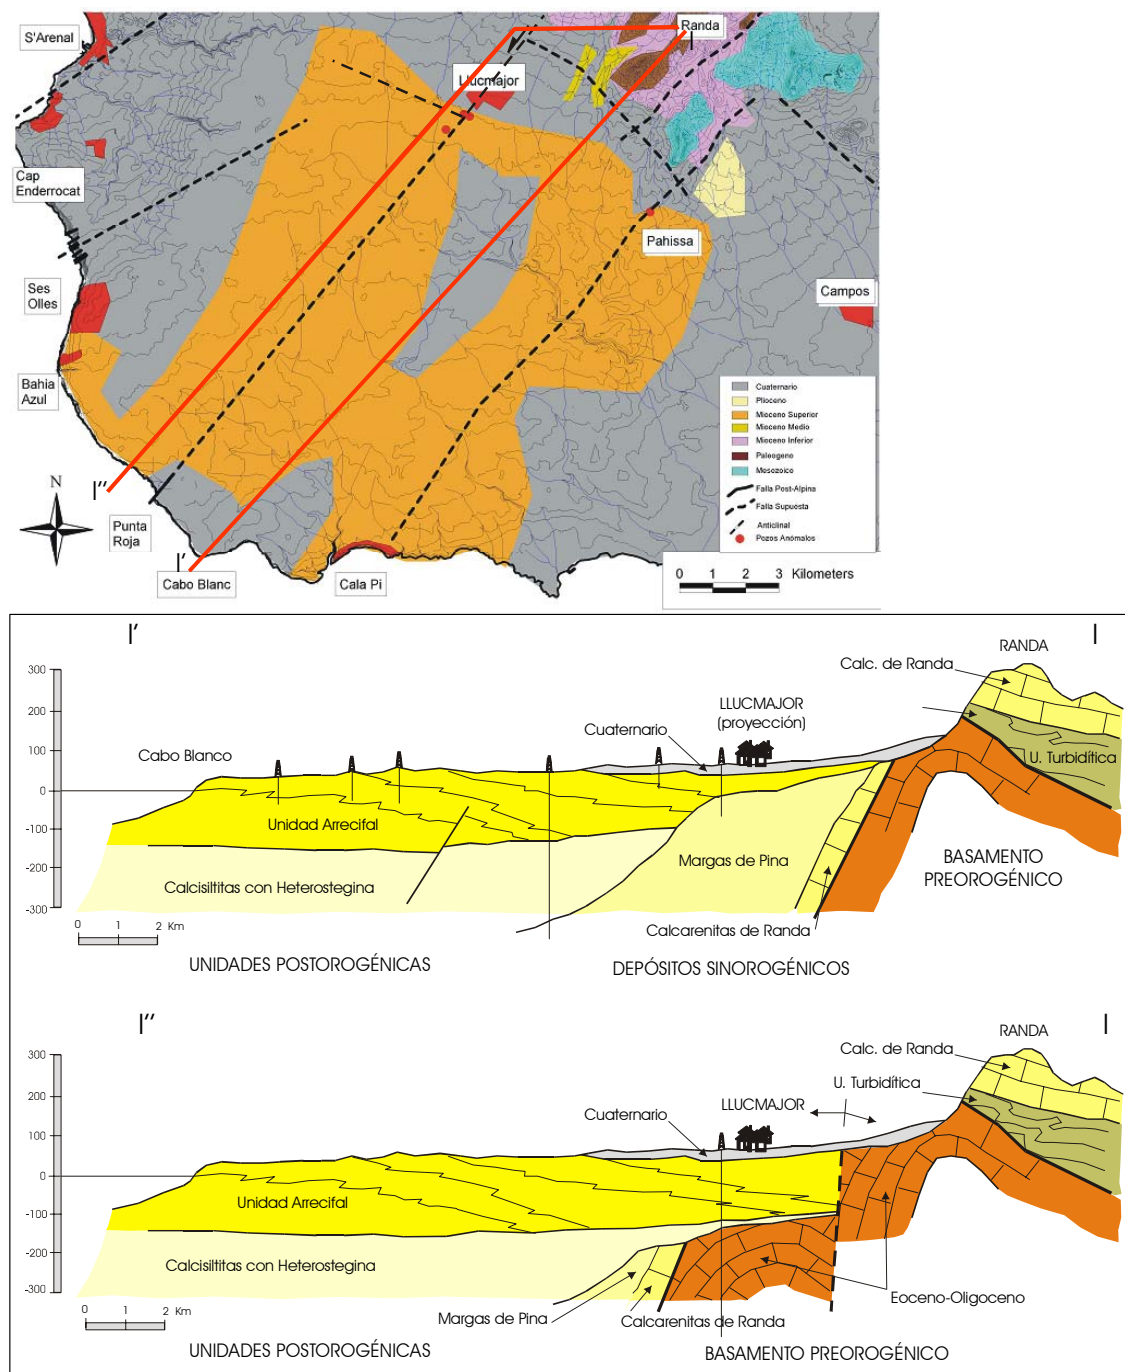 S'Arenal
Randa
Llucmajor
Cap
Enderrocat
Pahissa
Ses
Olles
Campos
Bahia
Azul
Cuaternario
Plioceno
Mioceno Superior
Mioceno Medio
Mioceno Inferior
Paleogeno
Mesozoico
Falla Post-Alpina
Falla Supuesta
Anticlinal
Pozos Anómalos
N
I''
Punta
Roja
I'
Cabo Blanc
Cala Pi
0 1 2 3 Kilometers
I'
I
RANDA
Calc. de Randa
300
200
100
0
-100
-200
-300
LLUCMAJOR
(proyección)
Cuaternario
Cabo Blanco
U. Turbidítica
Unidad Arrecifal
Margas de Pina
BASAMENTO
PREOROGÉNICO
Calcisiltitas con Heterostegina
0 1 2 Km
Calcarenitas de Randa
UNIDADES POSTOROGÉNICAS
DEPÓSITOS SINOROGÉNICOS
I''
I
RANDA
Calc. de Randa
300
200
100
0
-100
-200
-300
U. Turbidítica
LLUCMAJOR
Cuaternario
Unidad Arrecifal
Calcisiltitas con Heterostegina
Eoceno-Oligoceno
0 1 2 Km
Margas de Pina
Calcarenitas de Randa
UNIDADES POSTOROGÉNICAS
BASAMENTO PREOROGÉNICO